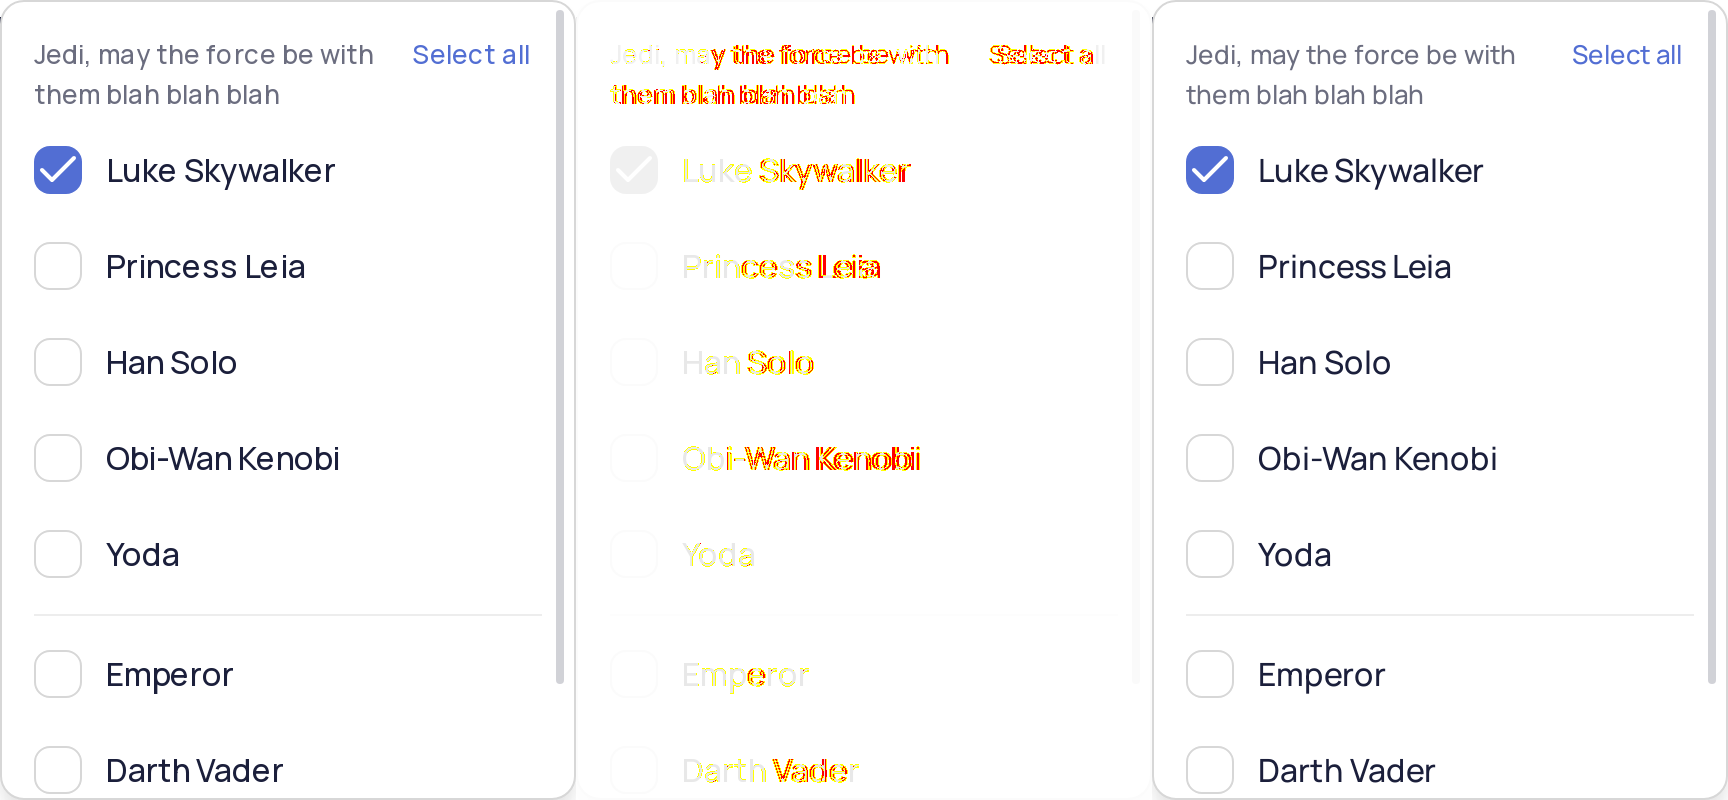 Jedi, may the force be with Select all
them blah blah blah
Luke Skywalker
Princess Leia
Han Solo
Obi-Wan Kenobi
Yoda
Emperor
Darth Vader
Jedi, may the force be with Select all
them blah blah blah
Luke Skywalker
Princess Leia
Han Solo
Obi-Wan Kenobi
Yoda
Emperor
Darth Vader
Jedi, may the force be with Select all
them blah blah blah
Luke Skywalker
Princess Leia
Han Solo
Obi-Wan Kenobi
Yoda
Emperor
Darth Vader